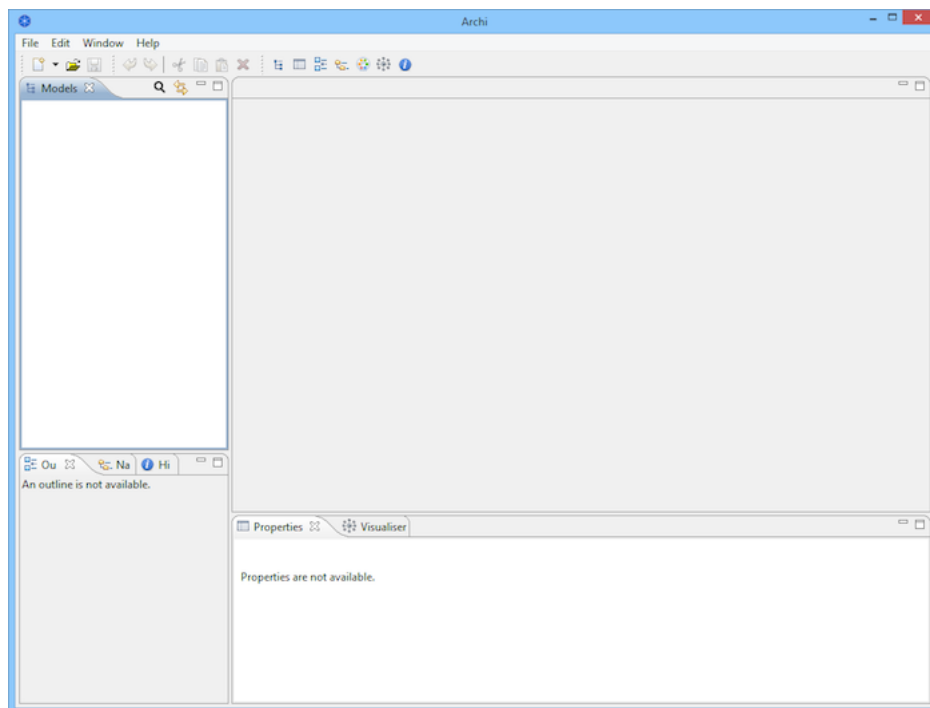 Archi
File Edit Window Help
Models
Ou Na Hi
An outline is not available.
Properties Visualiser
Properties are not available.